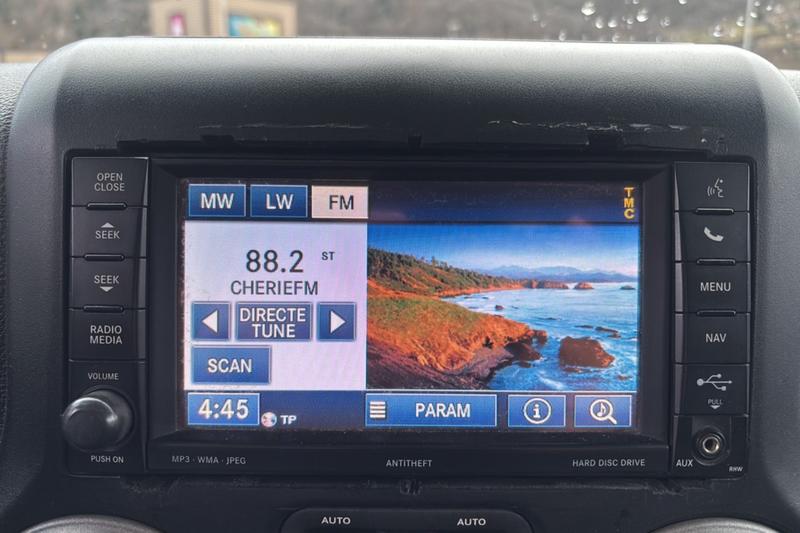 OPEN
CLOSE
SEEK
SEEK
RADIO
MEDIA
VOLUME
PUSH ON
MW LW FM
TMC
88.2 ST
CHERIEFM
DIRECTE
TUNE
SCAN
4:45 TP
PARAM
MENU
NAV
PULL
AUX
RHW
MP3 · WMA · JPEG
ANTITHEFT
HARD DISC DRIVE
AUTO
AUTO